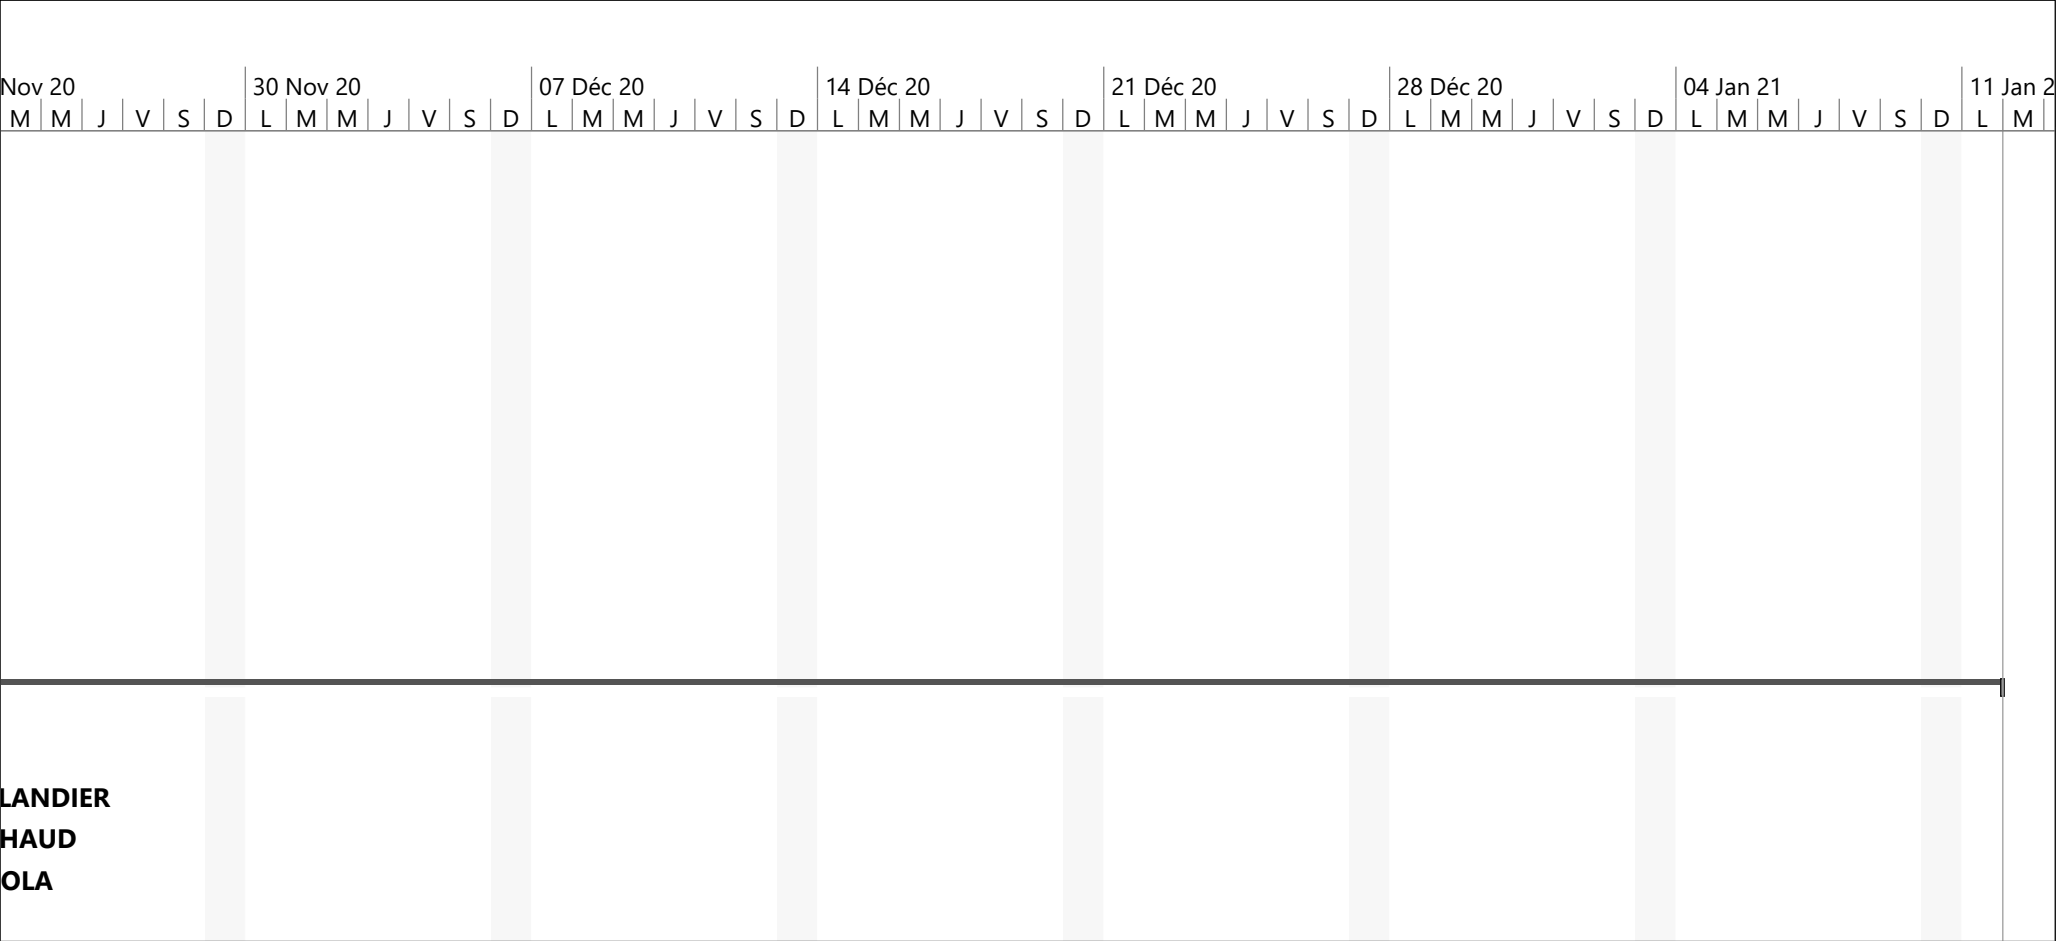 Nov 20 30 Nov 20 07 Déc 20 14 Déc 20 21 Déc 20 28 Déc 20 04 Jan 21 11 Jan 2
M M J V S D L M M J V S D L M M J V S D L M M J V S D L M M J V S D L M M J V S D L M M J V S D L M
LANDIER
HAUD
OLA